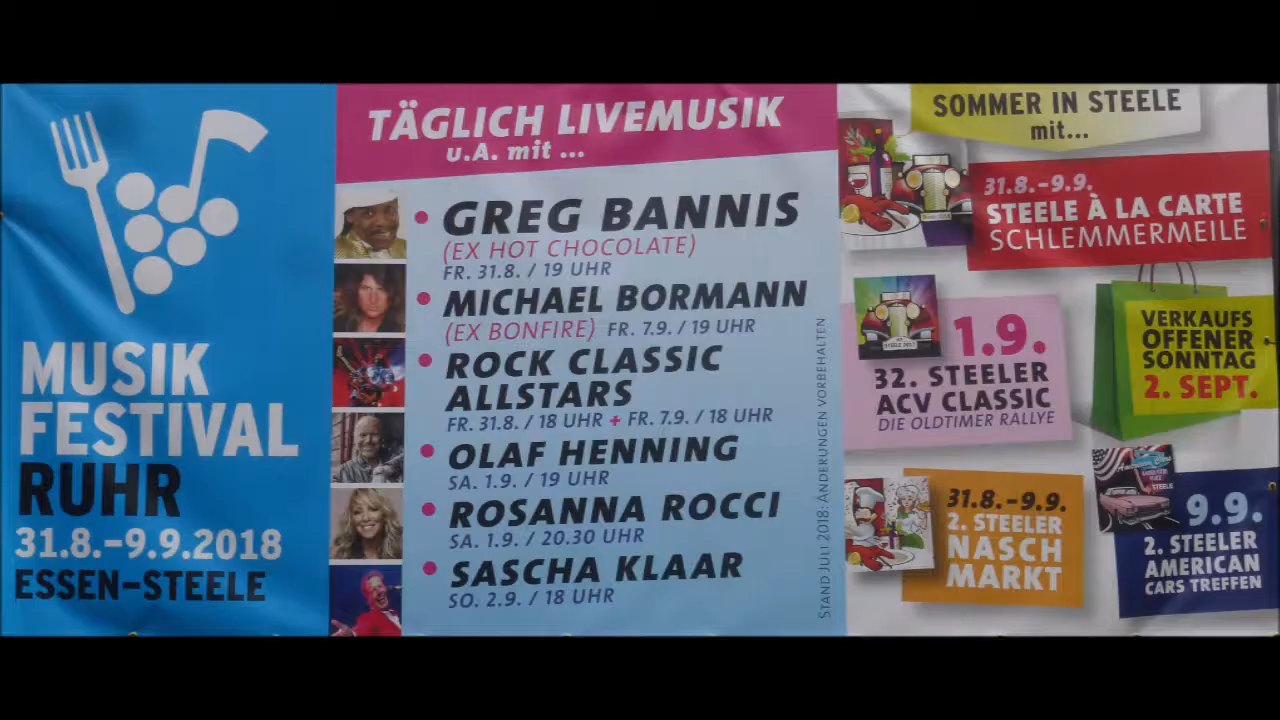 MUSIK
FESTIVAL
RUHR
31.8.–9.9.2018
ESSEN-STEELE
TÄGLICH LIVEMUSIK
u.A. mit ...
• GREG BANNIS
(EX HOT CHOCOLATE)
FR. 31.8. / 19 UHR
• MICHAEL BORMANN
(EX BONFIRE) FR. 7.9. / 19 UHR
• ROCK CLASSIC
ALLSTARS
FR. 31.8. / 18 UHR + FR. 7.9. / 18 UHR
• OLAF HENNING
SA. 1.9. / 19 UHR
• ROSANNA ROCCI
SA. 1.9. / 20.30 UHR
• SASCHA KLAAR
SO. 2.9. / 18 UHR
STAND JULI 2018: ÄNDERUNGEN VORBEHALTEN
SOMMER IN STEELE
mit...
31.8.–9.9.
STEELE À LA CARTE
SCHLEMMERMEILE
1.9.
32. STEELER
ACV CLASSIC
DIE OLDTIMER RALLYE
VERKAUFS
OFFENER
SONNTAG
2. SEPT.
31.8.–9.9.
2. STEELER
NASCH
MARKT
9.9.
2. STEELER
AMERICAN
CARS TREFFEN